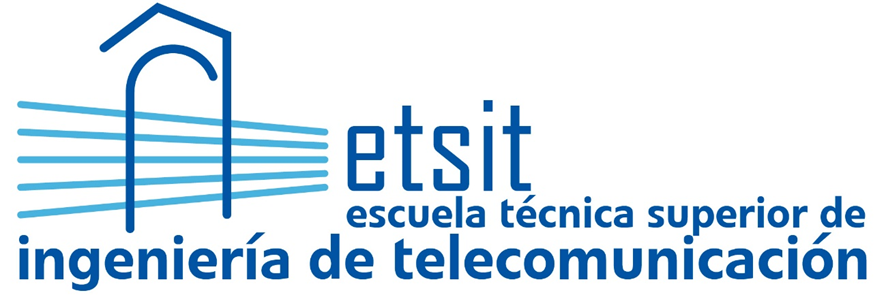 etsit
escuela técnica superior de
ingeniería de telecomunicación